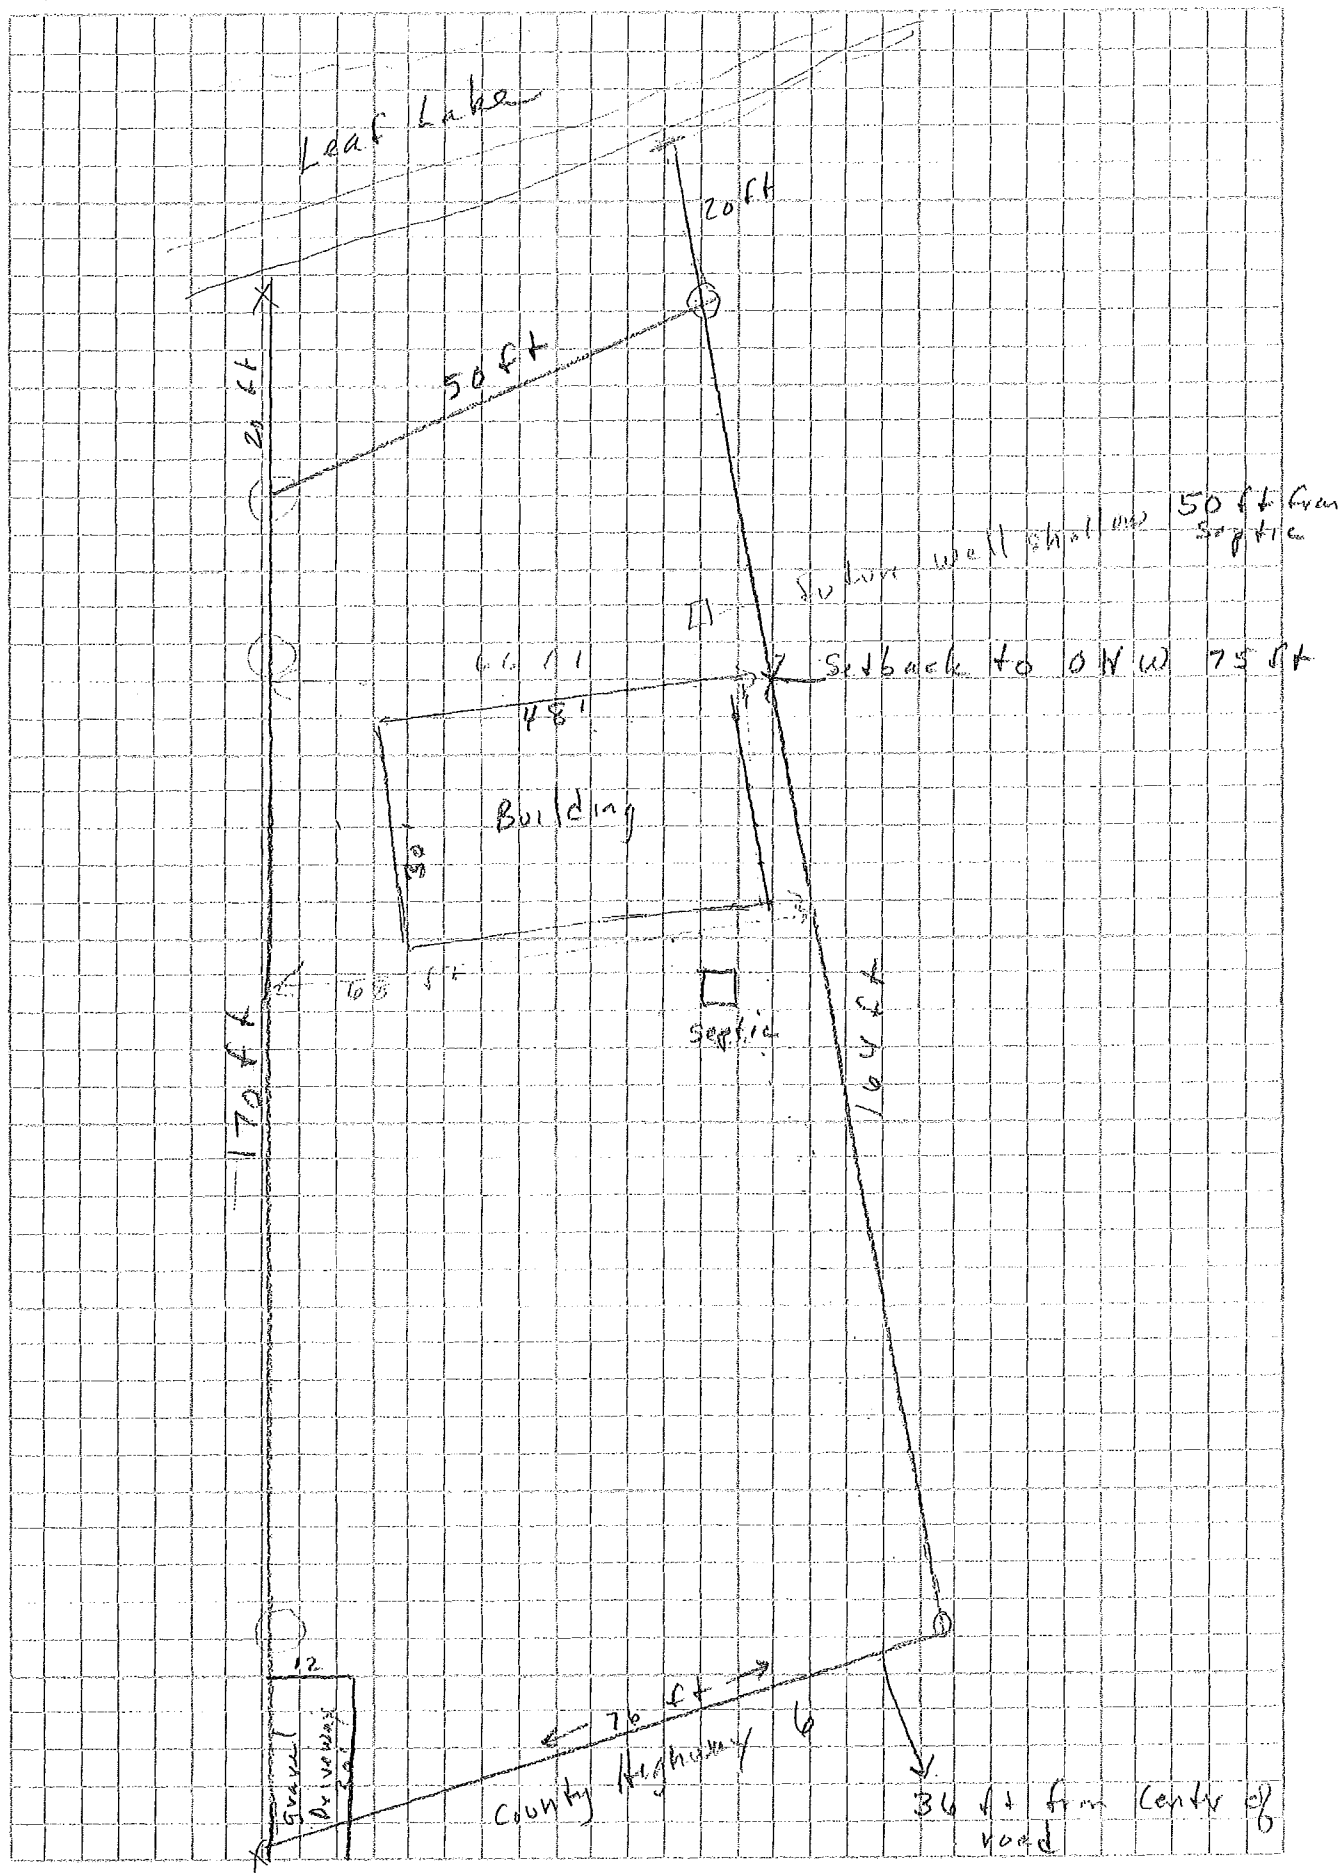 Leaf Lake
20 ft
50 ft
20 ft
50 ft from
Septic
well shallow
Setback to OHW 75 ft
48'
Building
30'
68 ft
Septic
170 ft
164 ft
12
Gravel
Driveway
76 ft
County Highway 6
ft from Center of
road